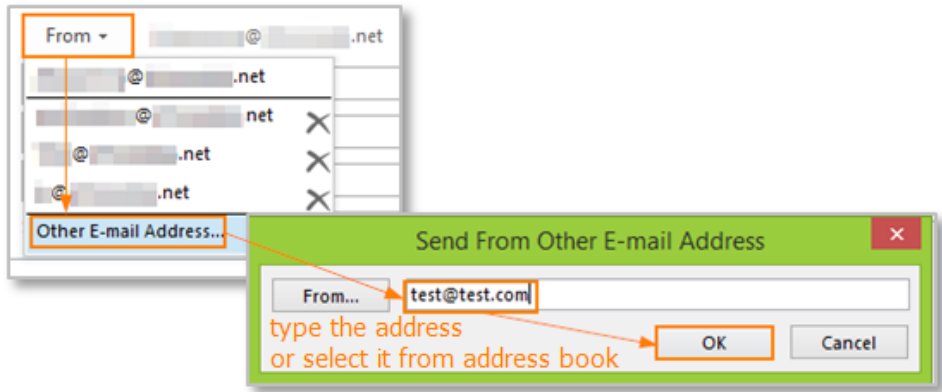 From
@ .net
@ .net
@ net
@ .net
@ .net
Other E-mail Address...
Send From Other E-mail Address
From...
test@test.com
type the address
or select it from address book
OK
Cancel